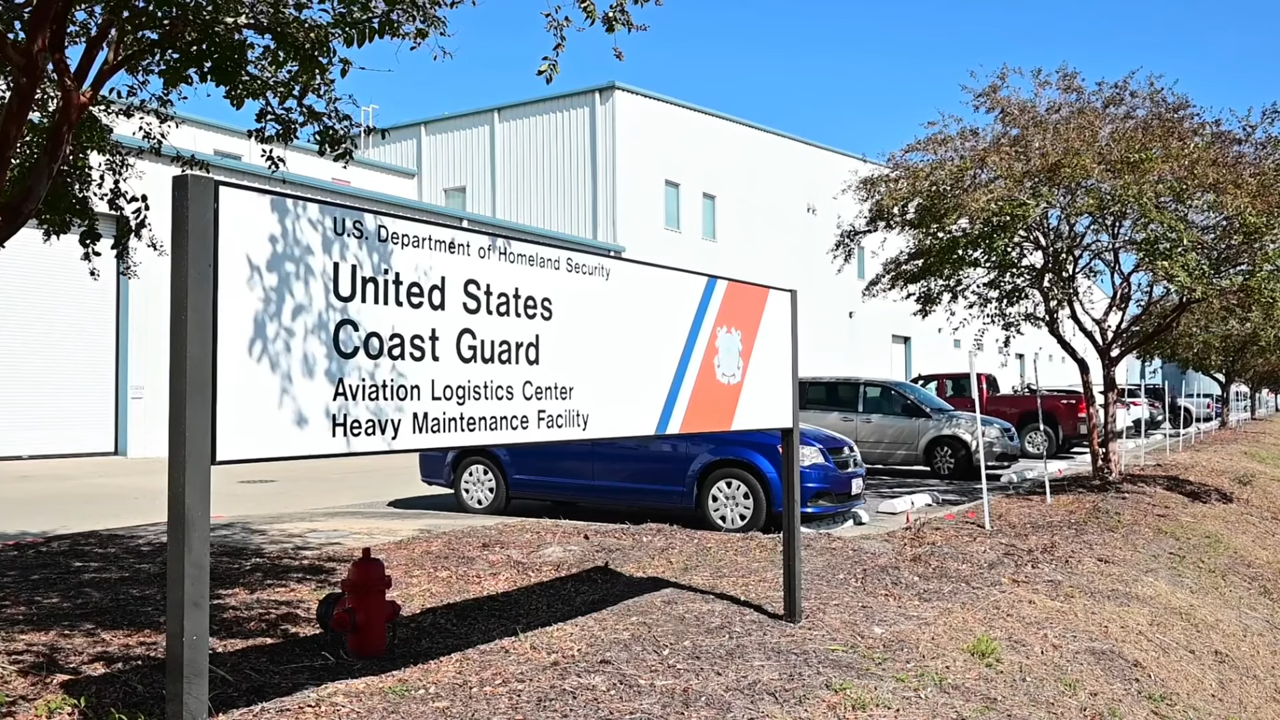 U.S. Department of Homeland Security
United States
Coast Guard
Aviation Logistics Center
Heavy Maintenance Facility